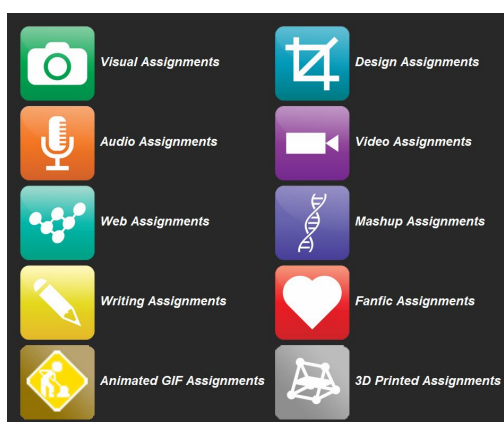 Visual Assignments
Design Assignments
Audio Assignments
Video Assignments
Web Assignments
Mashup Assignments
Writing Assignments
Fanfic Assignments
Animated GIF Assignments
3D Printed Assignments